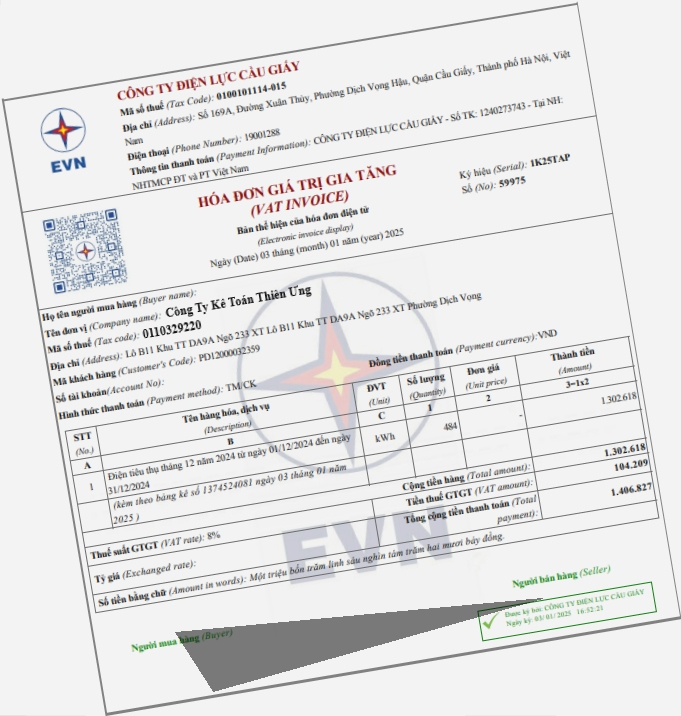 CÔNG TY ĐIỆN LỰC CẦU GIẤY
Mã số thuế (Tax Code): 0100101114-015
Địa chỉ (Address): Số 169A, Đường Xuân Thủy, Phường Dịch Vọng Hậu, Quận Cầu Giấy, Thành phố Hà Nội, Việt
Nam
Điện thoại (Phone Number): 19001288
Thông tin thanh toán (Payment Information): CÔNG TY ĐIỆN LỰC CẦU GIẤY - Số TK: 1240273743 - Tại NH:
NHTMCP ĐT và PT Việt Nam
EVN
HÓA ĐƠN GIÁ TRỊ GIA TĂNG
(VAT INVOICE)
Bản thể hiện của hóa đơn điện tử
(Electronic invoice display)
Ngày (Date) 03 tháng (month) 01 năm (year) 2025
Ký hiệu (Serial): 1K25TAP
Số (No): 59975
Họ tên người mua hàng (Buyer name):
Tên đơn vị (Company name): Công Ty Kế Toán Thiên Ưng
Mã số thuế (Tax code): 0110329220
Địa chỉ (Address): Lô B11 Khu TT DA9A Ngõ 233 XT Lô B11 Khu TT DA9A Ngõ 233 XT Phường Dịch Vọng
Mã khách hàng (Customer's Code): PD12000032359
Số tài khoản(Account No):
Hình thức thanh toán (Payment method): TM/CK
Đồng tiền thanh toán (Payment currency):VND
STT (No.) Tên hàng hóa, dịch vụ (Description) ĐVT (Unit) Số lượng (Quantity) Đơn giá (Unit price) Thành tiền (Amount)
A B C 1 2 3=1x2
1 Điện tiêu thụ tháng 12 năm 2024 từ ngày 01/12/2024 đến ngày 31/12/2024 kWh 484 - 1.302.618
(kèm theo bảng kê số 1374524081 ngày 03 tháng 01 năm 2025 )
Cộng tiền hàng (Total amount): 1.302.618
Thuế suất GTGT (VAT rate): 8% Tiền thuế GTGT (VAT amount): 104.209
Tỷ giá (Exchanged rate): Tổng cộng tiền thanh toán (Total payment): 1.406.827
Số tiền bằng chữ (Amount in words): Một triệu bốn trăm linh sáu nghìn tám trăm hai mươi bảy đồng.
Người mua hàng (Buyer)
Người bán hàng (Seller)
Được ký bởi: CÔNG TY ĐIỆN LỰC CẦU GIẤY
Ngày ký: 03/01/2025 16:52:21
EVN